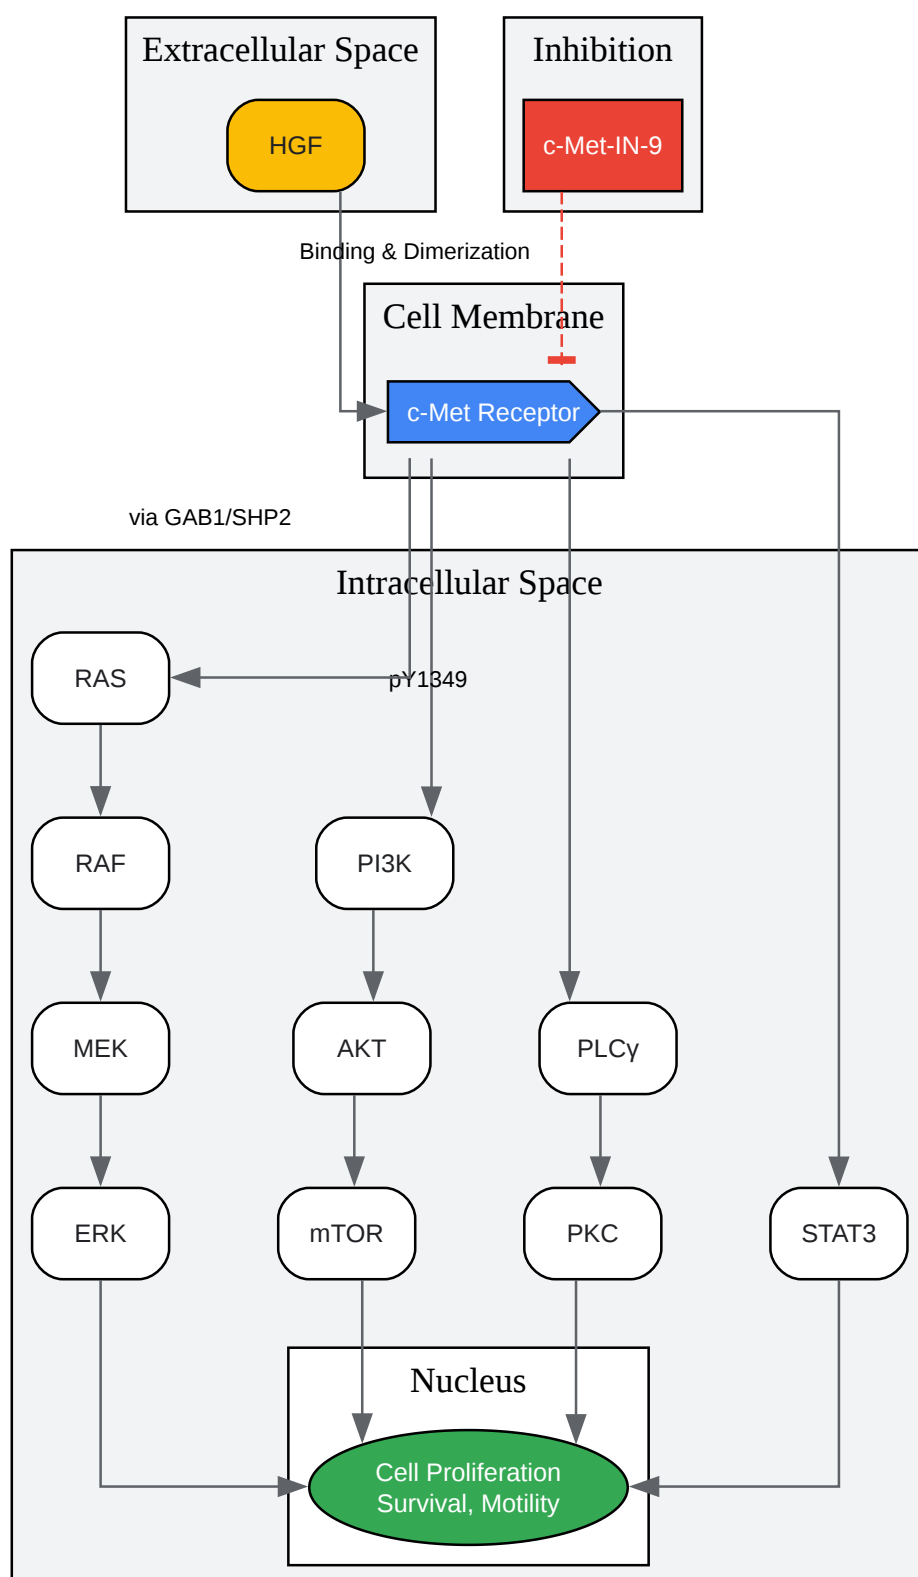 Extracellular Space
Inhibition
HGF
c-Met-IN-9
Binding & Dimerization
Cell Membrane
c-Met Receptor
via GAB1/SHP2
Intracellular Space
RAS
pY1349
RAF
PI3K
MEK
AKT
PLCγ
ERK
mTOR
PKC
STAT3
Nucleus
Cell Proliferation
Survival, Motility